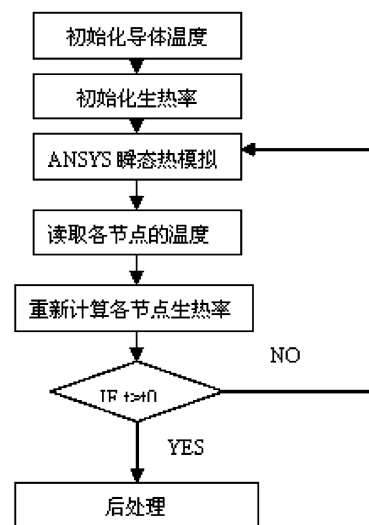 初始化导体温度
初始化生热率
ANSYS 瞬态热模拟
读取各节点的温度
重新计算各节点生热率
NO
IF t>t0
YES
后处理